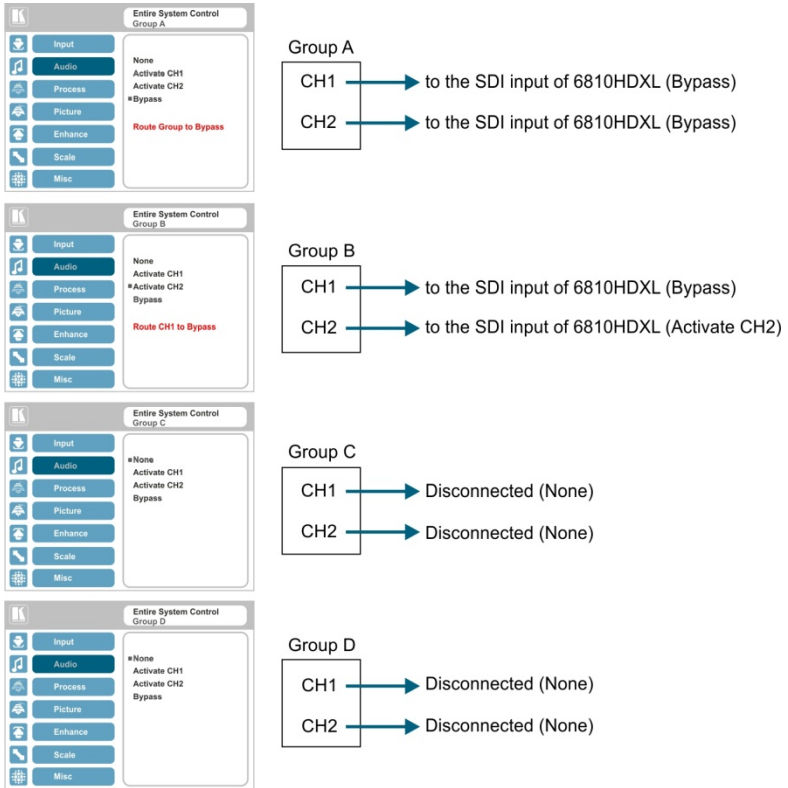 Entire System Control
Group A
Input
Audio
Process
Picture
Enhance
Scale
Misc
None
Activate CH1
Activate CH2
Bypass
Route Group to Bypass
Group A
CH1 to the SDI input of 6810HDXL (Bypass)
CH2 to the SDI input of 6810HDXL (Bypass)
Entire System Control
Group B
Input
Audio
Process
Picture
Enhance
Scale
Misc
None
Activate CH1
Activate CH2
Bypass
Route CH1 to Bypass
Group B
CH1 to the SDI input of 6810HDXL (Bypass)
CH2 to the SDI input of 6810HDXL (Activate CH2)
Entire System Control
Group C
Input
Audio
Process
Picture
Enhance
Scale
Misc
None
Activate CH1
Activate CH2
Bypass
Group C
CH1 Disconnected (None)
CH2 Disconnected (None)
Entire System Control
Group D
Input
Audio
Process
Picture
Enhance
Scale
Misc
None
Activate CH1
Activate CH2
Bypass
Group D
CH1 Disconnected (None)
CH2 Disconnected (None)